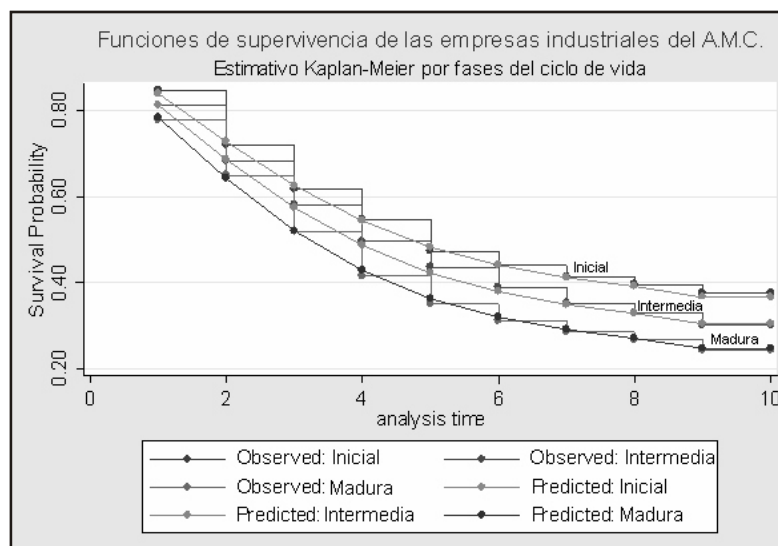 Funciones de supervivencia de las empresas industriales del A.M.C.
Estimativo Kaplan-Meier por fases del ciclo de vida
Survival Probability
0.80
0.60
0.40
0.20
Inicial
Intermedia
Madura
0 2 4 6 8 10
analysis time
Observed: Inicial Observed: Intermedia
Observed: Madura Predicted: Inicial
Predicted: Intermedia Predicted: Madura